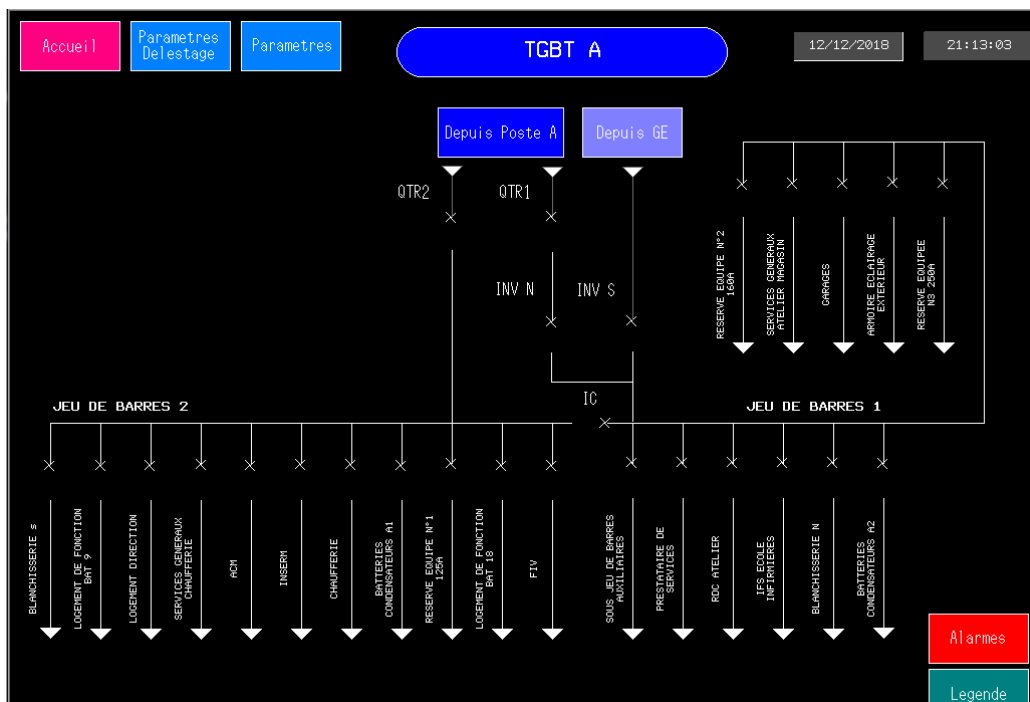 Accueil
Parametres
Delestage
Parametres
TGBT A
12/12/2018
21:13:03
Depuis Poste A
Depuis GE
QTR2
QTR1
INV N
INV S
RESERVE EQUIPE N°2
160A
SERVICES GENERAUX
ATELIER MAGASIN
GARAGES
ARMOIRE ECLAIRAGE
EXTERIEUR
RESERVE EQUIPEE
N3 250A
IC
JEU DE BARRES 2
JEU DE BARRES 1
BLANCHISSERIE s
LOGEMENT DE FONCTION
BAT 9
LOGEMENT DIRECTION
SERVICES GENERAUX
CHAUFFERIE
ACM
INSERM
CHAUFFERIE
BATTERIES
CONDENSATEURS A1
RESERVE EQUIPE N°1
125A
LOGEMENT DE FONCTION
BAT 18
FIV
SOUS JEU DE BARRES
AUXILIAIRES
PRESTATAIRE DE
SERVICES
RDC ATELIER
IFS ECOLE
INFIRMIERES
BLANCHISSERIE N
BATTERIES
CONDENSATEURS A2
Alarmes
Legende